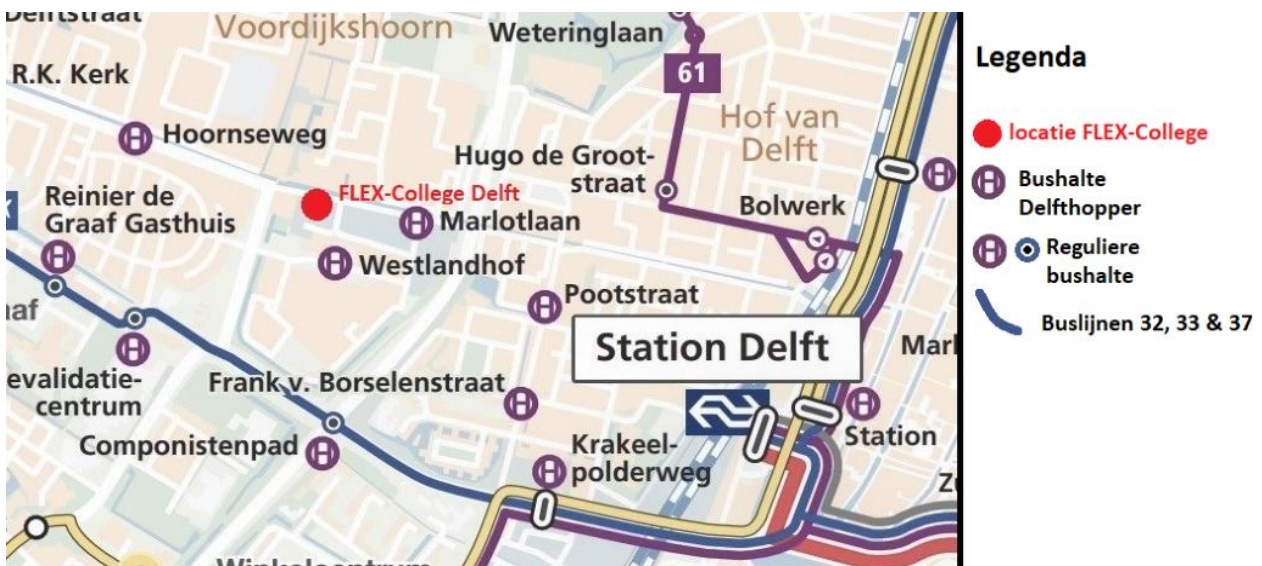 Delftstraat
Voordijkshoorn
Weteringlaan
R.K. Kerk
61
Hoornseweg
Hof van
Delft
Hugo de Groot-
straat
Reinier de
Graaf Gasthuis
FLEX-College Delft
Marlotlaan
Bolwerk
Westlandhof
Pootstraat
Station Delft
evalidatie-
centrum
Frank v. Borselenstraat
Componistenpad
Krakeel-
polderweg
Station
Legenda
locatie FLEX-College
Bushalte
Delfthopper
Reguliere
bushalte
Buslijnen 32, 33 & 37